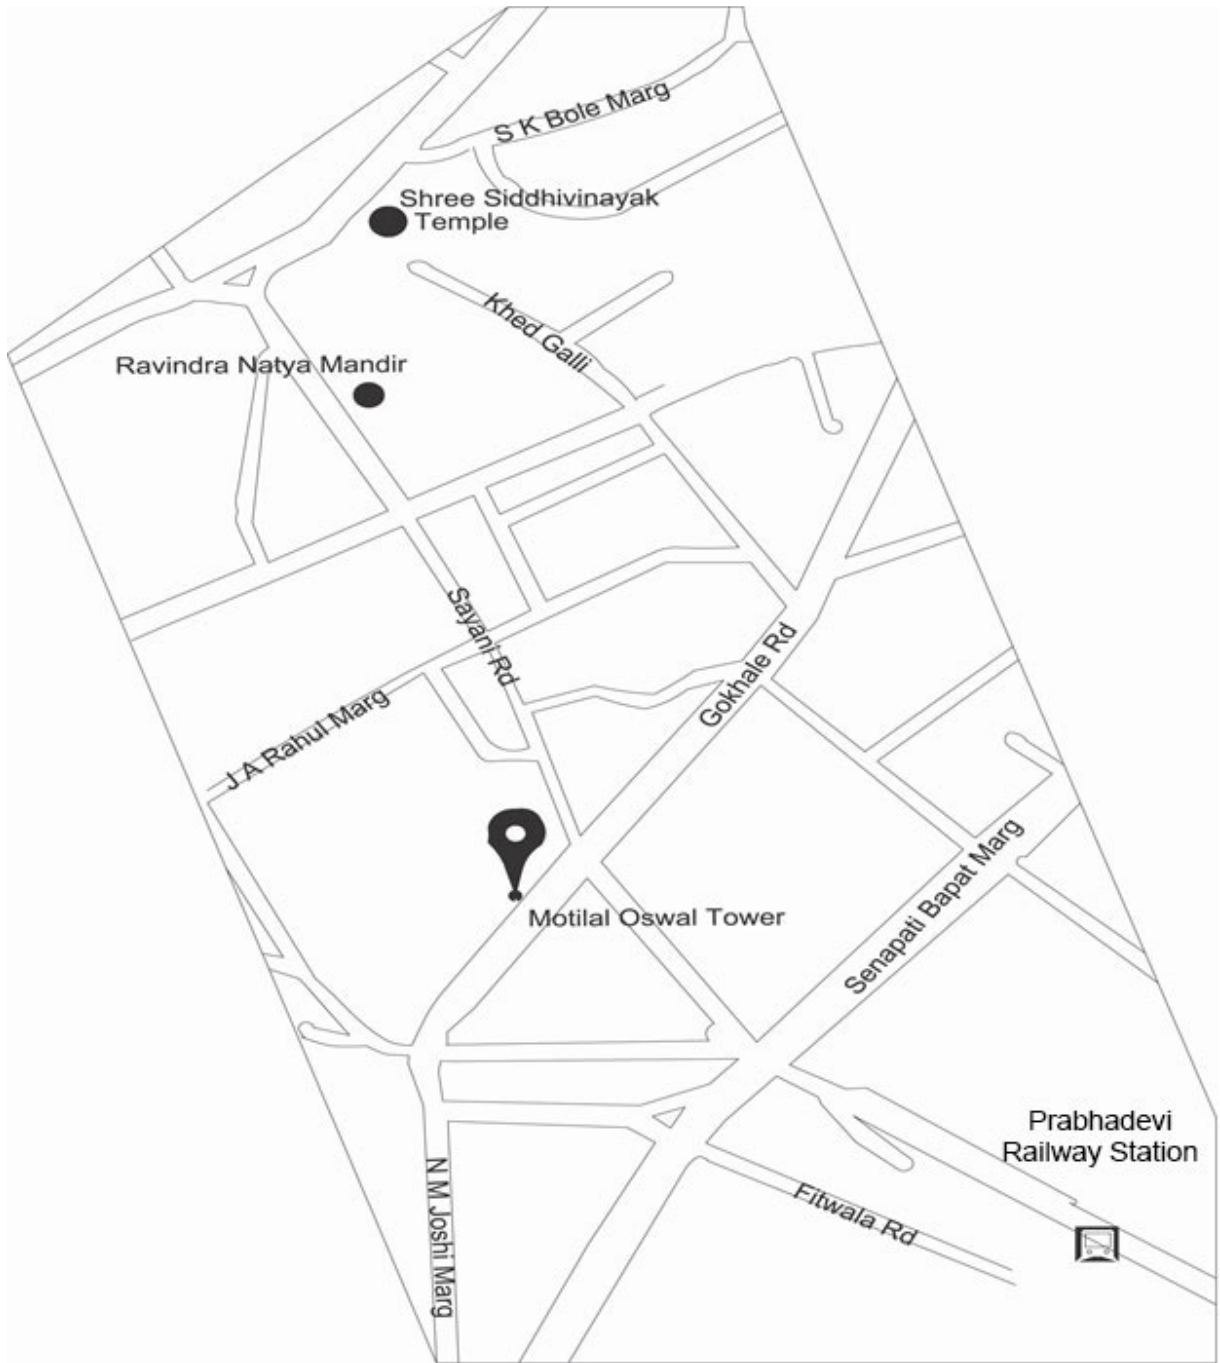 S K Bole Marg
Shree Siddhivinayak
Temple
Khed Galli
Ravindra Natya Mandir
Sayani Rd
Gokhale Rd
J A Rahul Marg
Motilal Oswal Tower
Senapati Bapat Marg
Prabhadevi
Railway Station
N M Joshi Marg
Fitwala Rd